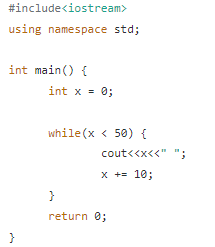 #include<iostream>
using namespace std;

int main() {
      int x = 0;

      while(x < 50) {
              cout<<x<<" ";
              x += 10;
      }
      return 0;
}